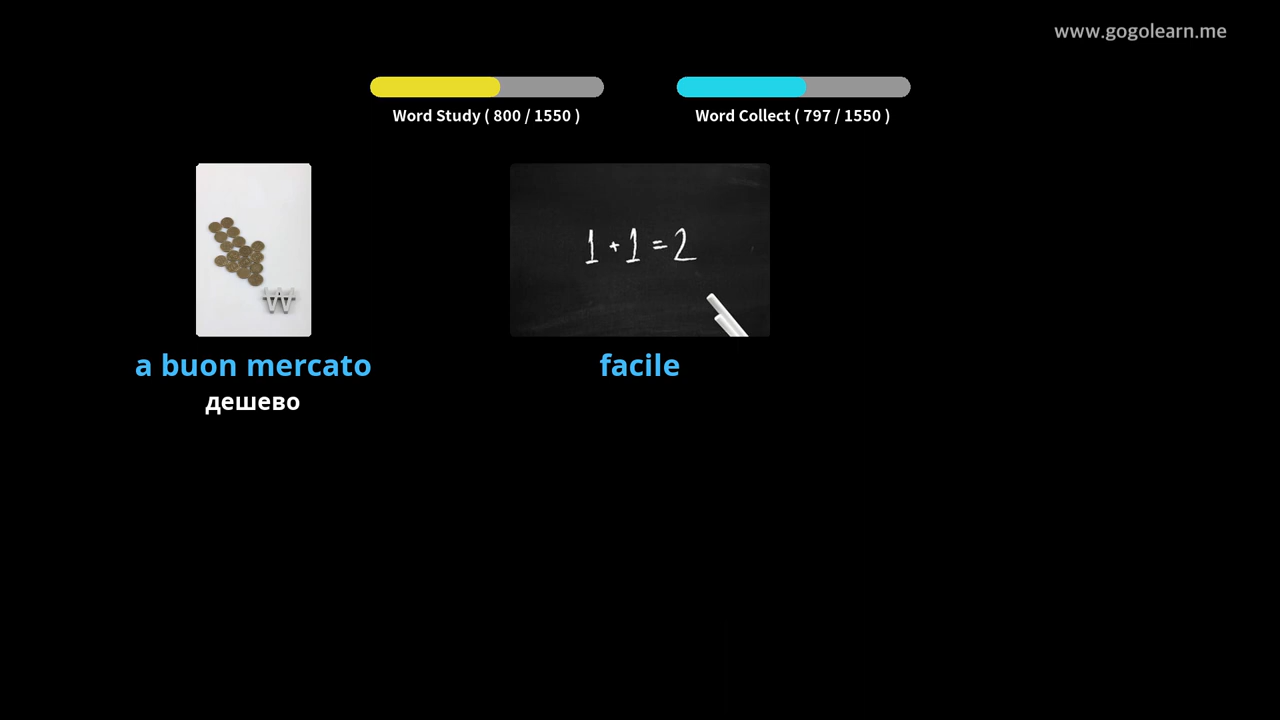 www.gogolearn.me
Word Study ( 800 / 1550 )
Word Collect ( 797 / 1550 )
₩
1 + 1 = 2
a buon mercato
facile
дешево